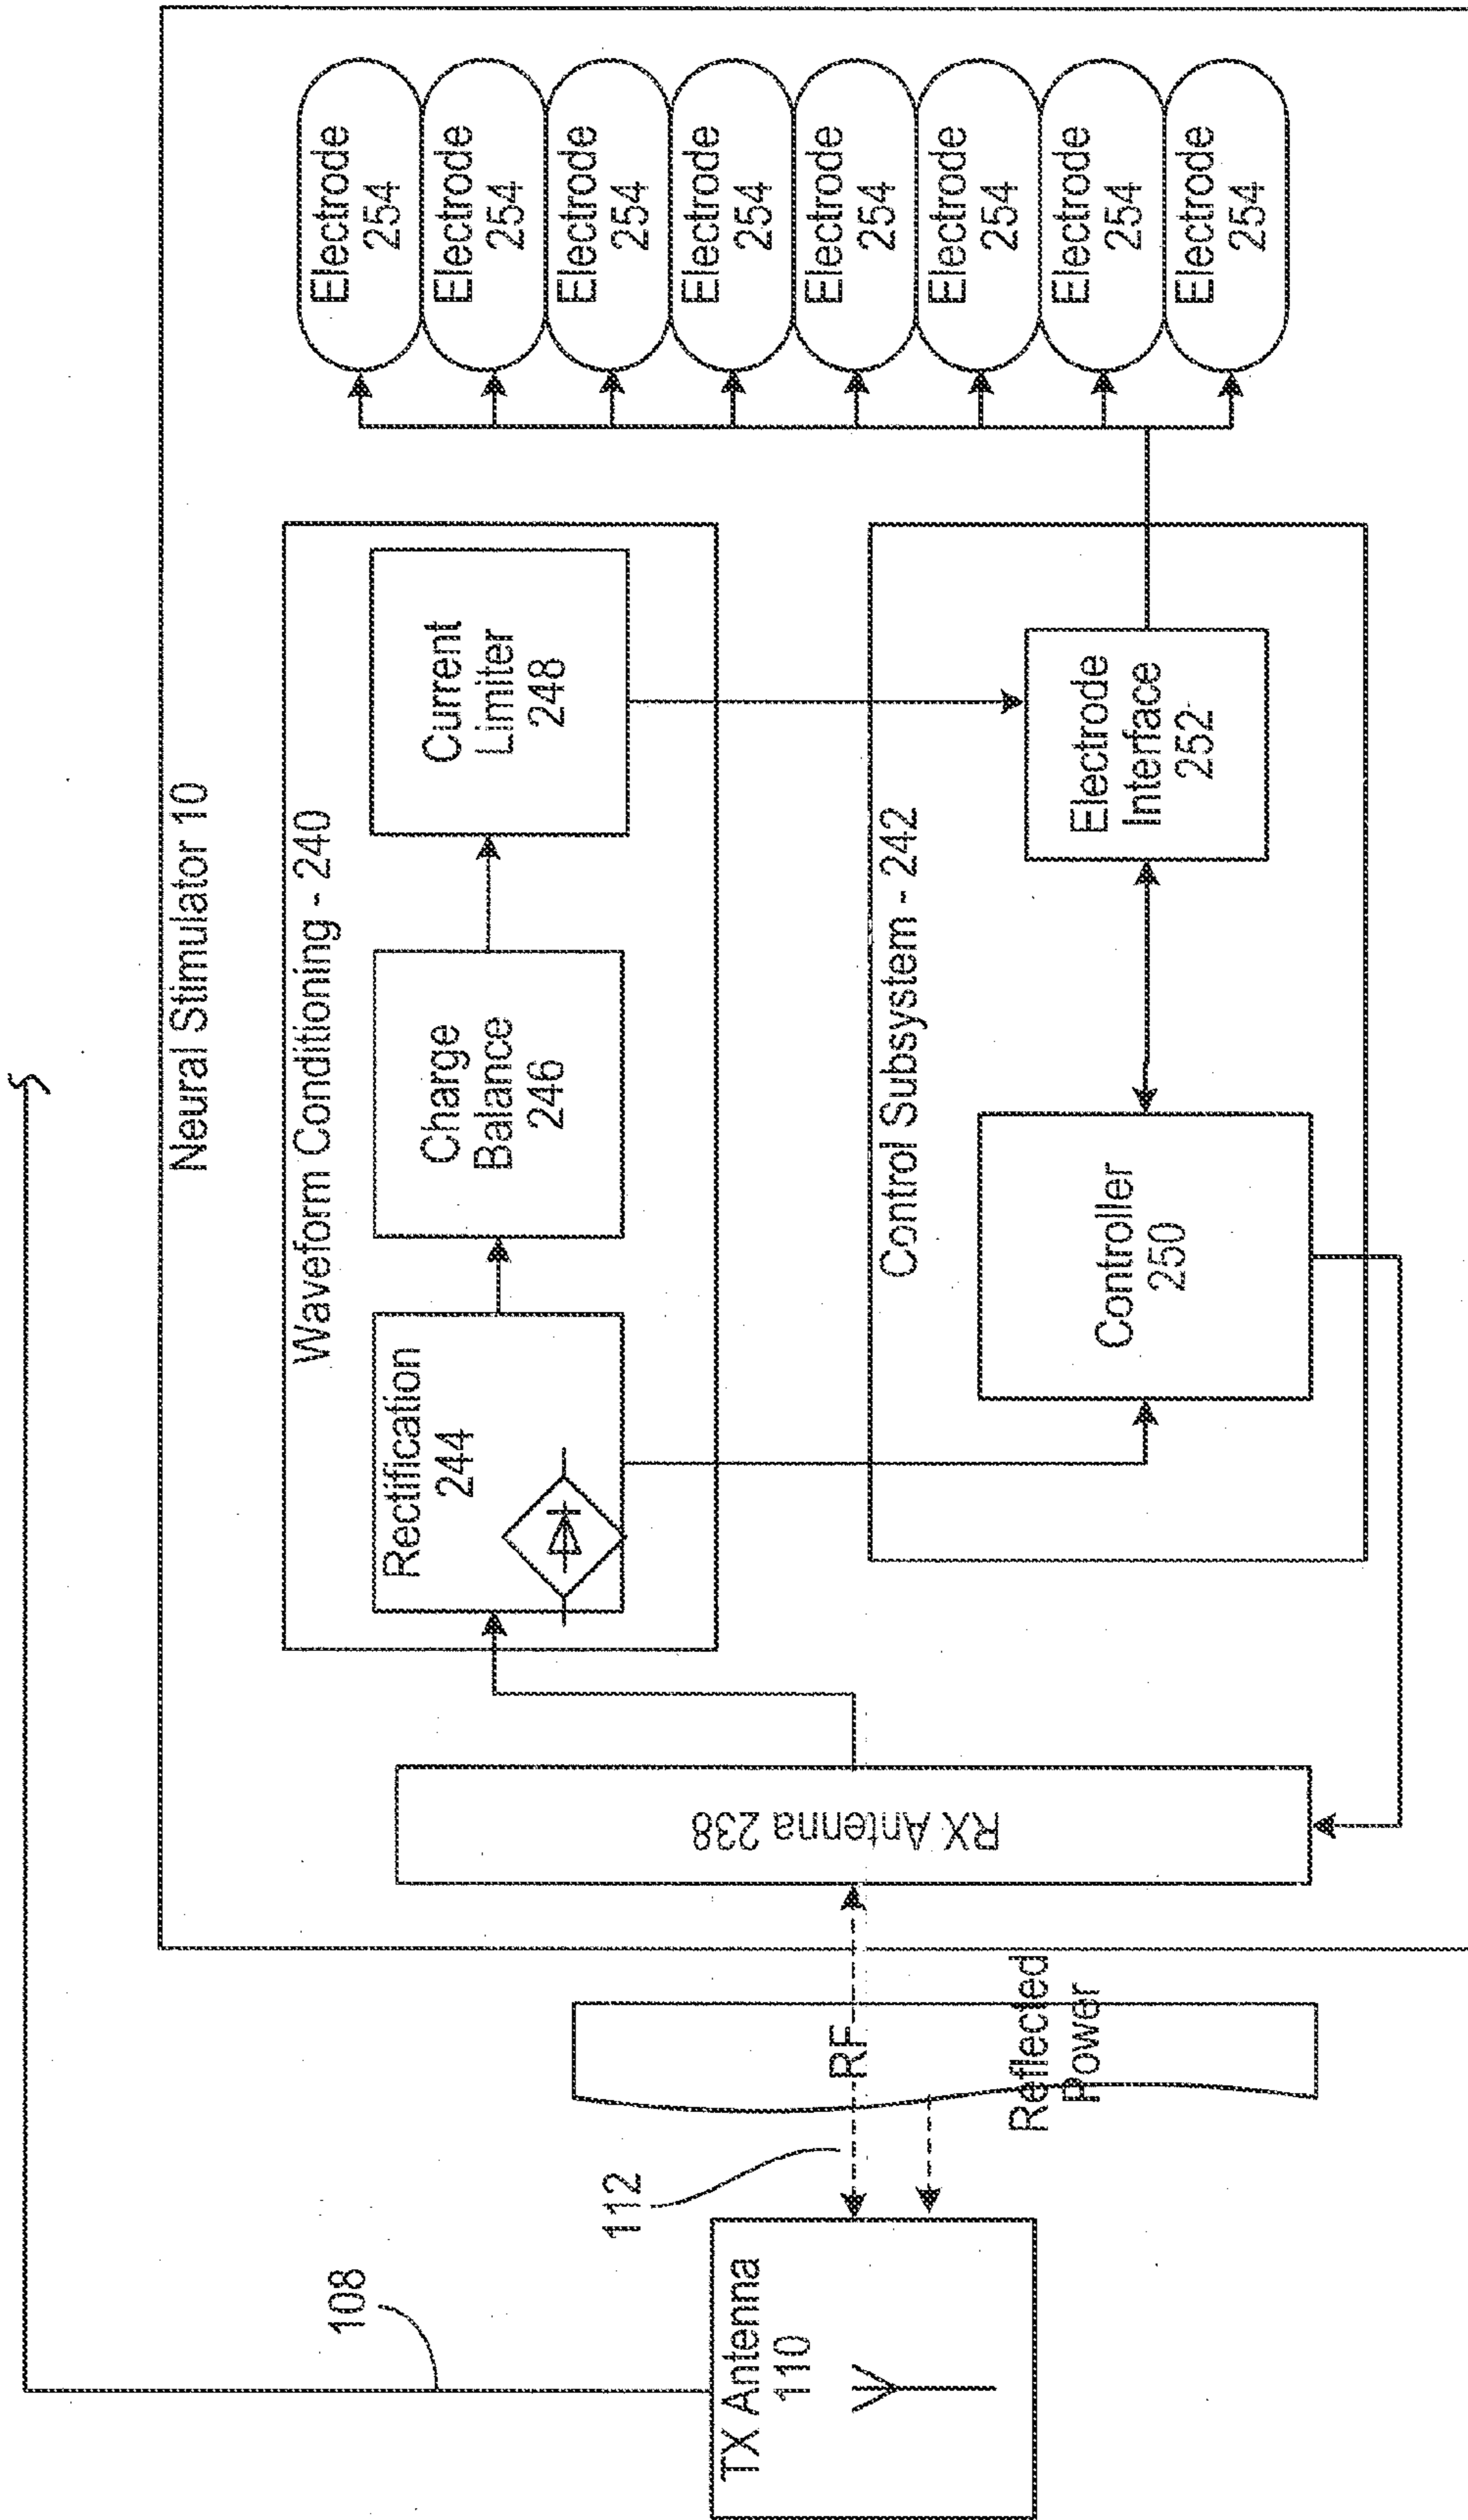 108
TX Antenna
110
112
RF
Reflected
Power
Neural Stimulator 10
RX Antenna 238
Waveform Conditioning - 240
Rectification
244
Charge
Balance
246
Current
Limiter
248
Control Subsystem - 242
Controller
250
Electrode
Interface
252
Electrode
254
Electrode
254
Electrode
254
Electrode
254
Electrode
254
Electrode
254
Electrode
254
Electrode
254